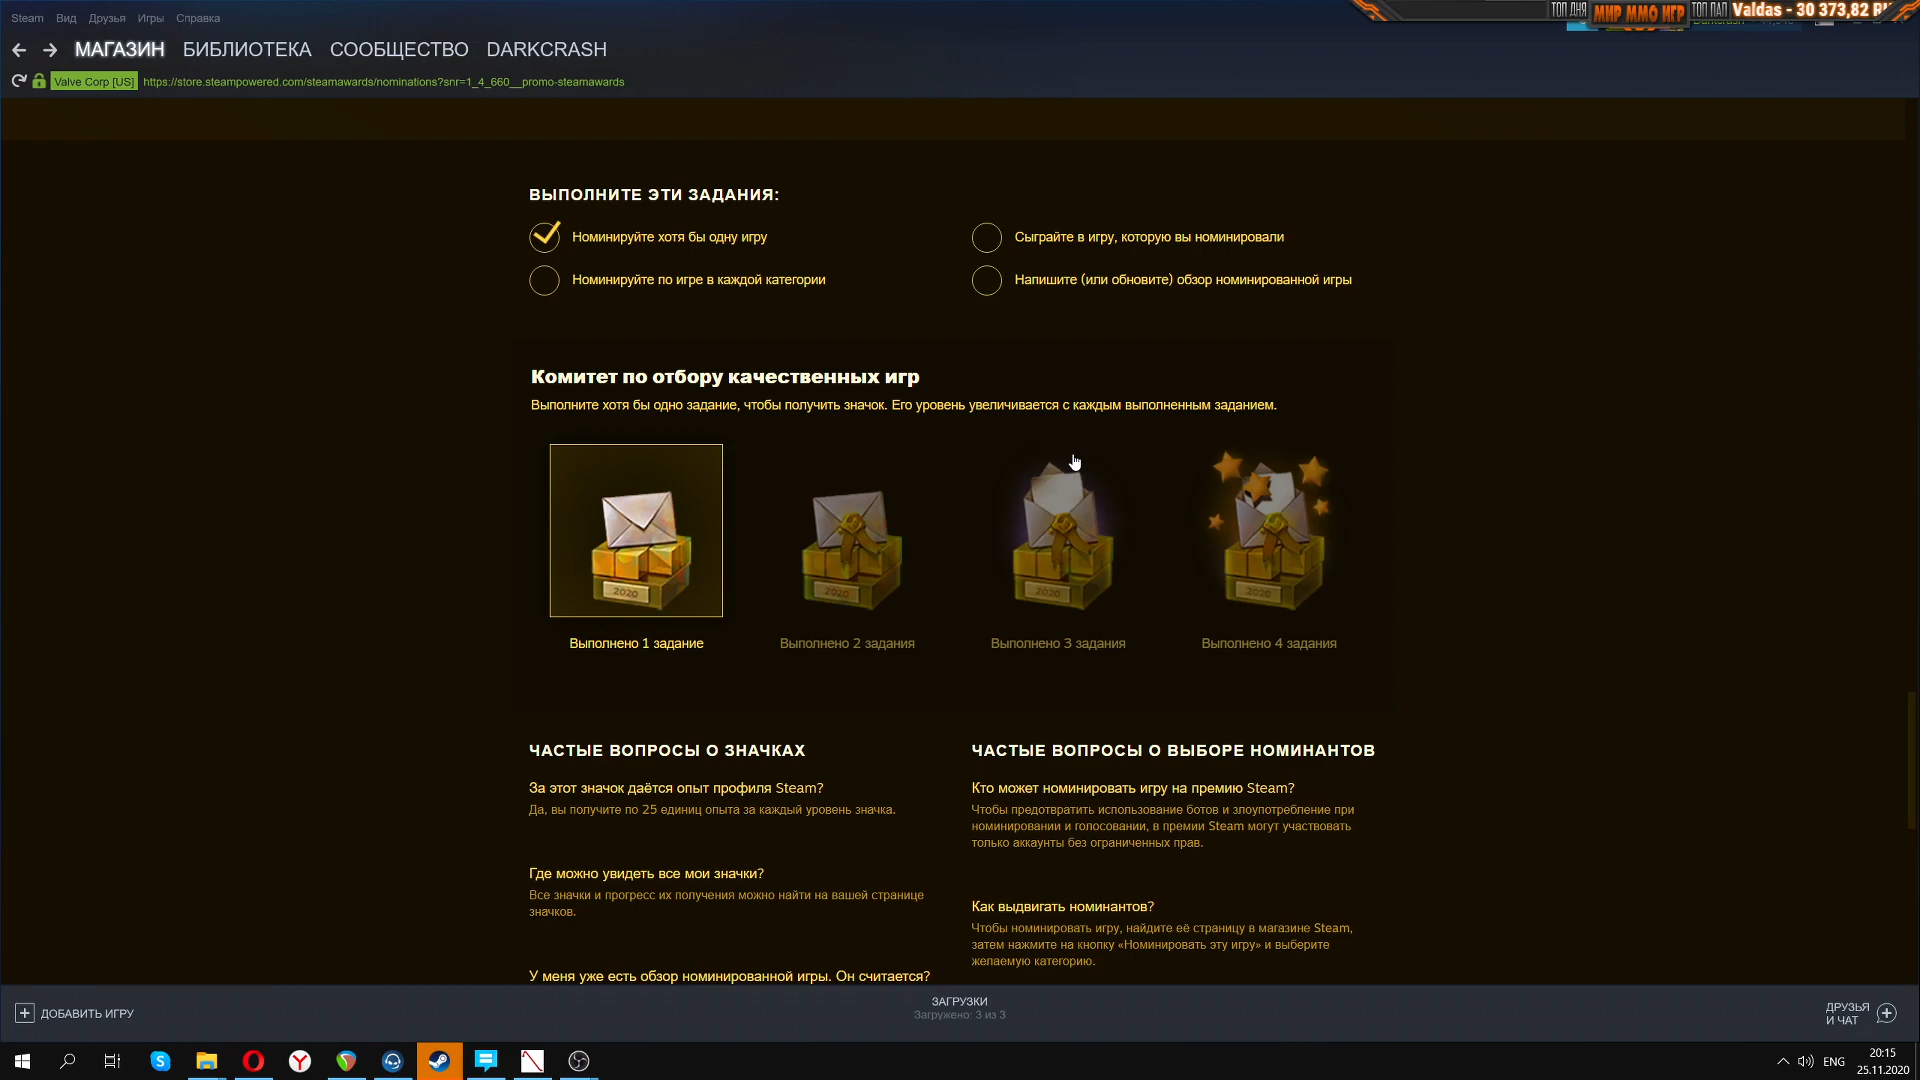 Steam Вид Друзья Игры Справка
ТОП ДНЯ МИР ММО ИГР ТОП ПАП Valdas - 30 373,82
МАГАЗИН БИБЛИОТЕКА СООБЩЕСТВО DARKCRASH
Valve Corp [US] https://store.steampowered.com/steamawards/nominations?snr=1_4_660__promo-steamawards
ВЫПОЛНИТЕ ЭТИ ЗАДАНИЯ:
Номинируйте хотя бы одну игру
Сыграйте в игру, которую вы номинировали
Номинируйте по игре в каждой категории
Напишите (или обновите) обзор номинированной игры
Комитет по отбору качественных игр
Выполните хотя бы одно задание, чтобы получить значок. Его уровень увеличивается с каждым выполненным заданием.
2020
2020
2020
2020
Выполнено 1 задание
Выполнено 2 задания
Выполнено 3 задания
Выполнено 4 задания
ЧАСТЫЕ ВОПРОСЫ О ЗНАЧКАХ
За этот значок даётся опыт профиля Steam?
Да, вы получите по 25 единиц опыта за каждый уровень значка.
Где можно увидеть все мои значки?
Все значки и прогресс их получения можно найти на вашей странице
значков.
У меня уже есть обзор номинированной игры. Он считается?
ЧАСТЫЕ ВОПРОСЫ О ВЫБОРЕ НОМИНАНТОВ
Кто может номинировать игру на премию Steam?
Чтобы предотвратить использование ботов и злоупотребление при
номинировании и голосовании, в премии Steam могут участвовать
только аккаунты без ограниченных прав.
Как выдвигать номинантов?
Чтобы номинировать игру, найдите её страницу в магазине Steam,
затем нажмите на кнопку «Номинировать эту игру» и выберите
желаемую категорию.
ДОБАВИТЬ ИГРУ
ЗАГРУЗКИ
Загружено: 3 из 3
ДРУЗЬЯ
И ЧАТ
ENG
20:15
25.11.2020